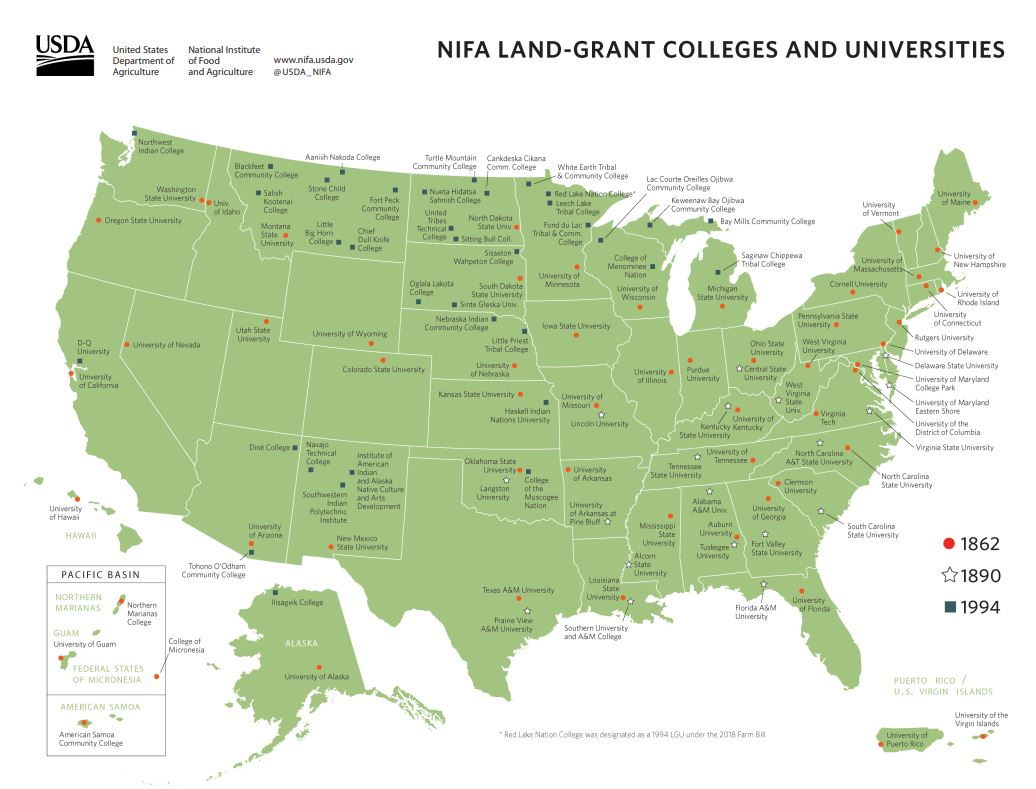 USDA
United States
Department of
Agriculture
National Institute
of Food
and Agriculture
www.nifa.usda.gov
@USDA_NIFA
NIFA LAND-GRANT COLLEGES AND UNIVERSITIES
Northwest
Indian College
Washington
State University
Univ.
of Idaho
Oregon State University
Blackfeet
Community College
Aaniiih Nakoda College
Salish
Kootenai
College
Stone Child
College
Fort Peck
Community
College
Montana
State
University
Little
Big Horn
College
Chief
Dull Knife
College
Turtle Mountain
Community College
Cankdeska Cikana
Comm. College
White Earth Tribal
& Community College
Nueta Hidatsa
Sahnish College
Red Lake Nation College*
Leech Lake
Tribal College
United
Tribes
Technical
College
North Dakota
State Univ.
Sitting Bull Coll.
Fond du Lac
Tribal & Comm.
College
Lac Courte Oreilles Ojibwa
Community College
Keweenaw Bay Ojibwa
Community College
Bay Mills Community College
Saginaw Chippewa
Tribal College
Sisseton
Wahpeton College
University of
Minnesota
College of
Menominee
Nation
University of
Wisconsin
Michigan
State University
Oglala Lakota
College
South Dakota
State University
Sinte Gleska Univ.
Nebraska Indian
Community College
Little Priest
Tribal College
Iowa State University
University
of Nebraska
University
of Maine
University
of Vermont
University of
New Hampshire
University of
Massachusetts
Cornell University
University of
Rhode Island
University
of Connecticut
Pennsylvania State
University
Rutgers University
University of Delaware
Delaware State University
University of Maryland
College Park
University of Maryland
Eastern Shore
University of the
District of Columbia
Virginia State University
West Virginia
University
West
Virginia
State
Univ.
Virginia
Tech
Ohio State
University
Central State
University
Purdue
University
University
of Illinois
D-Q
University
University
of California
University of Nevada
Utah State
University
University of Wyoming
Colorado State University
Kansas State University
Haskell Indian
Nations University
University of
Missouri
Lincoln University
Kentucky
State University
University of
Kentucky
University of
Tennessee
Tennessee
State University
North Carolina
A&T State University
North Carolina
State University
Clemson
University
South Carolina
State University
Diné College
Navajo
Technical
College
Institute of
American
Indian
and Alaska
Native Culture
and Arts
Development
Southwestern
Indian
Polytechnic
Institute
New Mexico
State University
University
of Arizona
Tohono O'Odham
Community College
Oklahoma State
University
Langston
University
College
of the
Muscogee
Nation
University
of Arkansas
University of
Arkansas at
Pine Bluff
Mississippi
State
University
Alabama
A&M Univ.
Auburn
University
Tuskegee
University
University
of Georgia
Fort Valley
State University
Alcorn
State
University
Louisiana
State
University
Southern University
and A&M College
Texas A&M University
Prairie View
A&M University
Florida A&M
University
University
of Florida
University
of Hawaii
HAWAII
PACIFIC BASIN
NORTHERN
MARIANAS
Northern
Marianas
College
GUAM
University of Guam
College of
Micronesia
FEDERAL STATES
OF MICRONESIA
AMERICAN SAMOA
American Samoa
Community College
Ilisagvik College
ALASKA
University of Alaska
1862
1890
1994
PUERTO RICO /
U.S. VIRGIN ISLANDS
University of
Puerto Rico
University of the
Virgin Islands
* Red Lake Nation College was designated as a 1994 LGU under the 2018 Farm Bill.